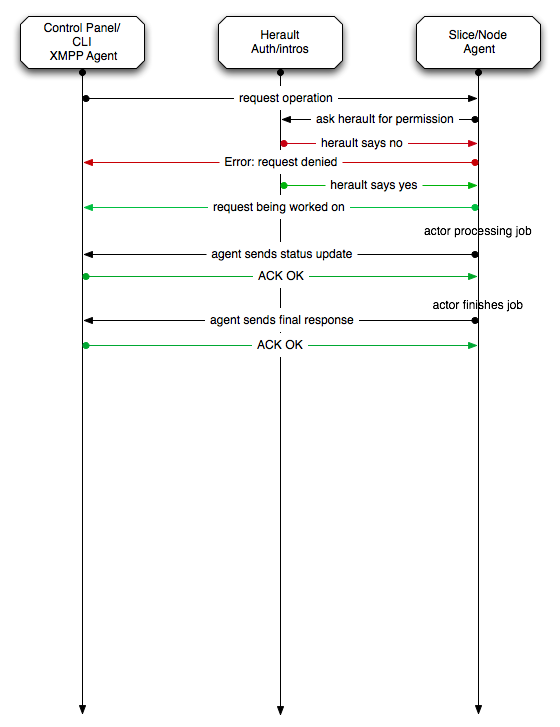 Control Panel/
CLI
XMPP Agent
Herault
Auth/intros
Slice/Node
Agent
request operation
ask herault for permission
herault says no
Error: request denied
herault says yes
request being worked on
actor processing job
agent sends status update
ACK OK
actor finishes job
agent sends final response
ACK OK